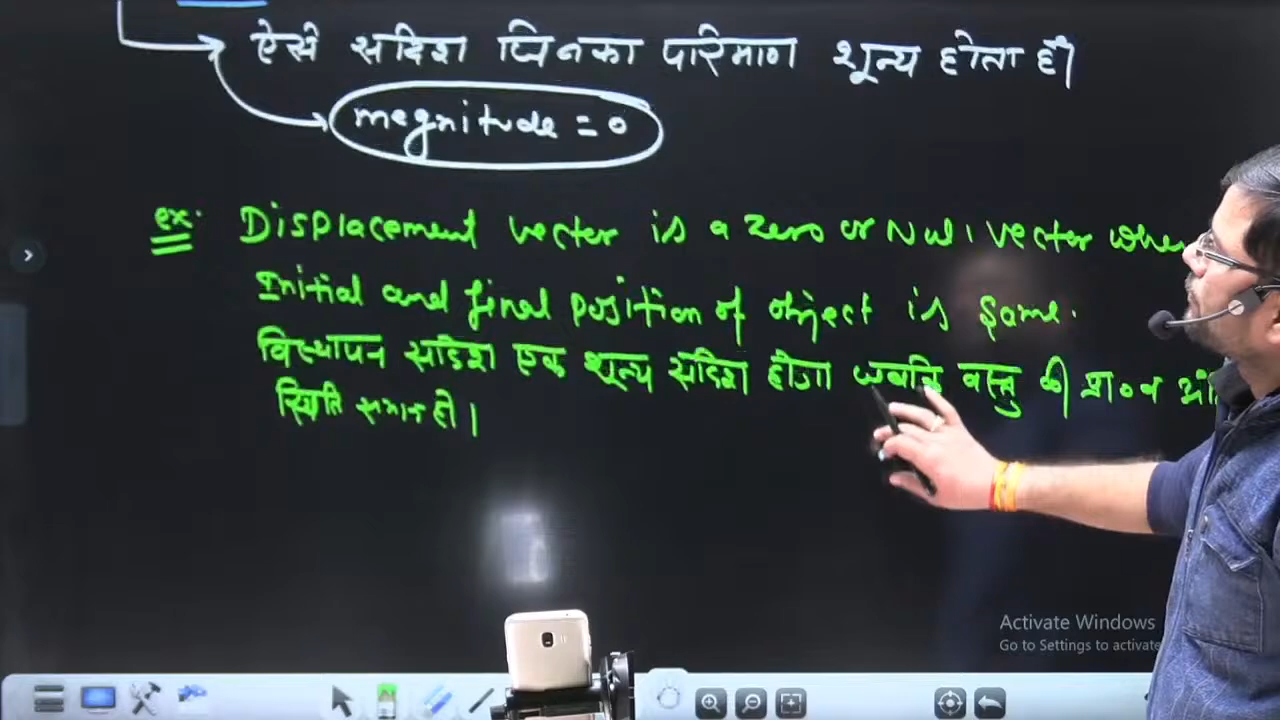 ऐसे सदिश जिनका परिमाण शून्य होता है।
megnitude = 0
ex. Displacement vector is a Zero or Null vector when
Initial and final position of object is same.
विस्थापन सदिश एक शून्य सदिश होगा जबकि वस्तु की
स्थिति समान हो।
Activate Windows
Go to Settings to activate